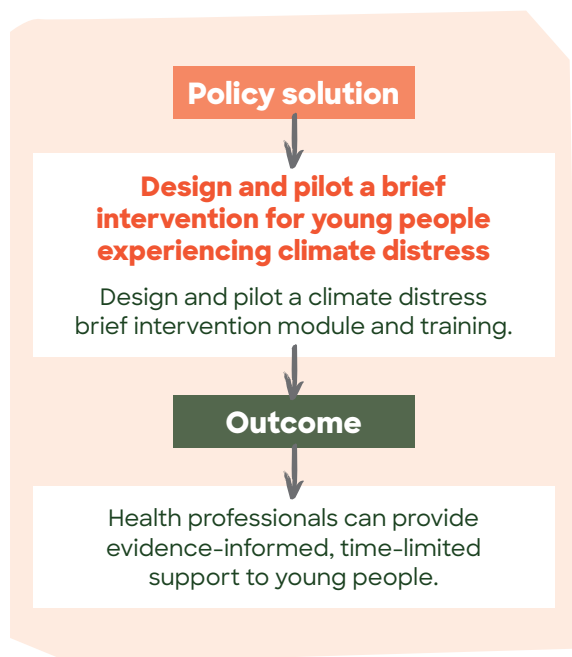 Policy solution
Design and pilot a brief
intervention for young people
experiencing climate distress
Design and pilot a climate distress
brief intervention module and training.
Outcome
Health professionals can provide
evidence-informed, time-limited
support to young people.